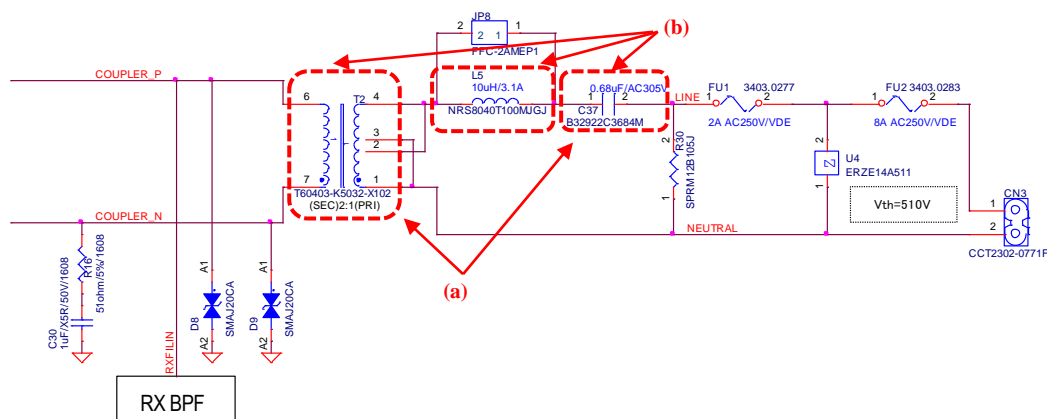 JP8
2
1
2 1
FFC-2AMEP1
(b)
COUPLER_P
6
T2
4
3
2
7
1
T60403-K5032-X102
(SEC)2:1(PRI)
L5
10uH/3.1A
NRS8040T100MJGJ
0.68uF/AC305V
1
2
C37
B32922C3684M
LINE
FU1
3403.0277
1
2
2A AC250V/VDE
FU2 3403.0283
1
2
8A AC250V/VDE
2
R30
SPRM12B105J
1
2
U4
ERZE14A511
1
Vth=510V
CN3
1
2
CCT2302-0771F
COUPLER_N
NEUTRAL
(a)
R16
51ohm/5%/1608
C30
1uF/X5R/50V/1608
A1
D8
SMAJ20CA
A2
A1
D9
SMAJ20CA
A2
RXFILIN
RX BPF